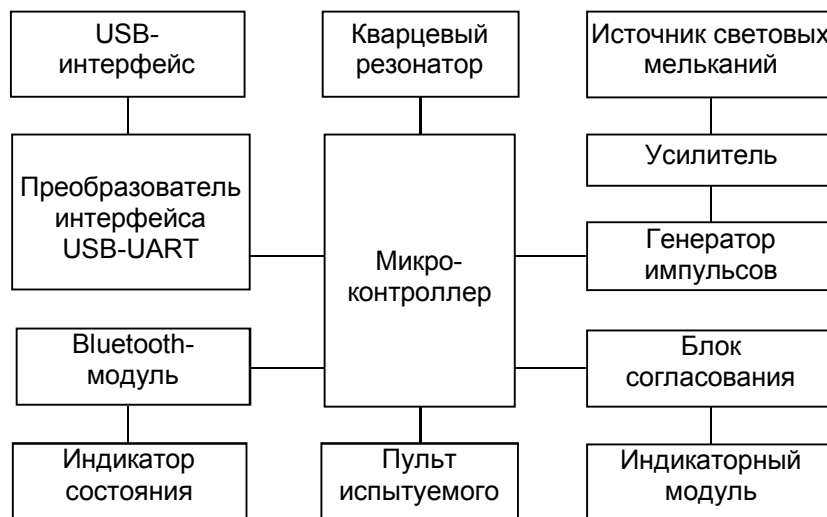 USB-
интерфейс
Кварцевый
резонатор
Источник световых
мельканий
Преобразователь
интерфейса
USB-UART
Микро-
контроллер
Усилитель
Генератор
импульсов
Bluetooth-
модуль
Блок
согласования
Индикатор
состояния
Пульт
испытуемого
Индикаторный
модуль